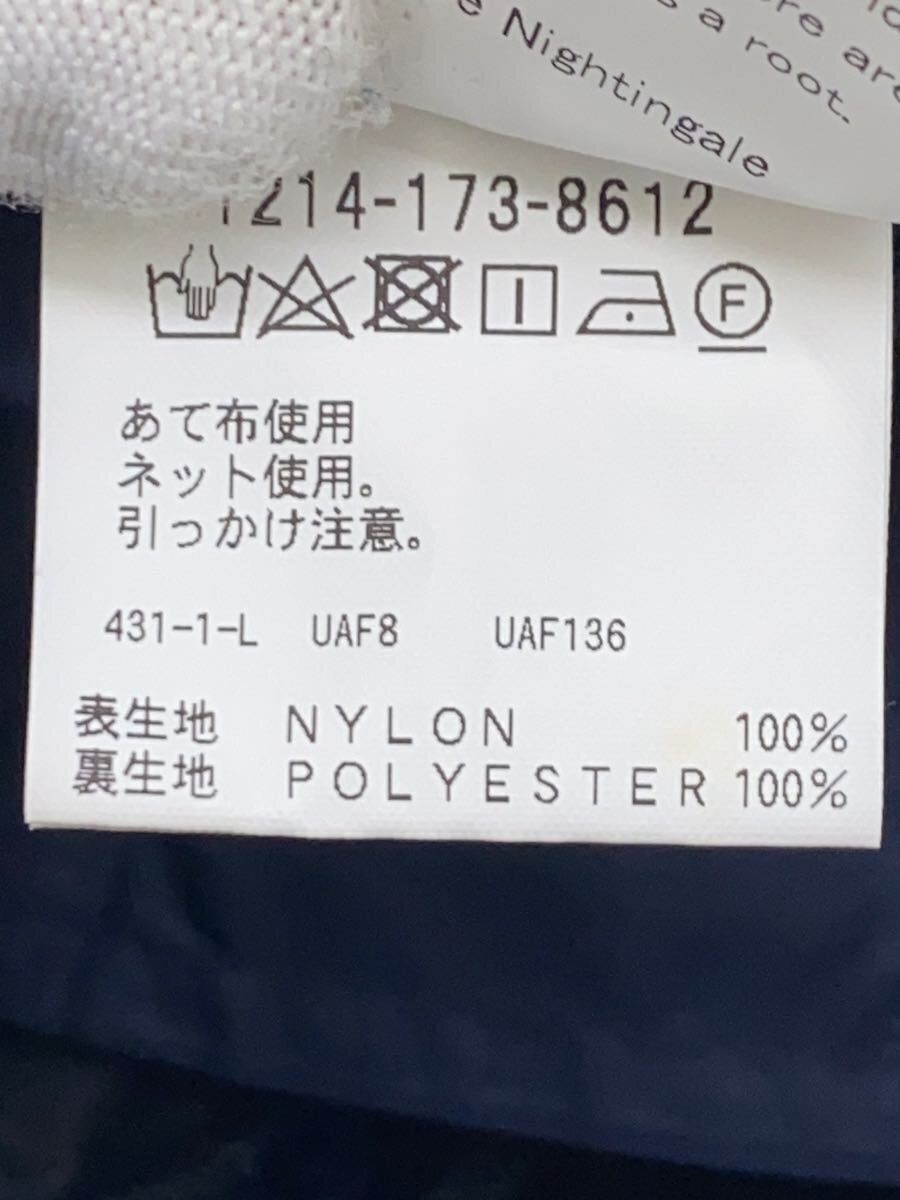 a root.
Nightingale
1214-173-8612
F
あて布使用
ネット使用。
引っかけ注意。
431-1-L UAF8 UAF136
表生地 NYLON 100%
裏生地 POLYESTER 100%